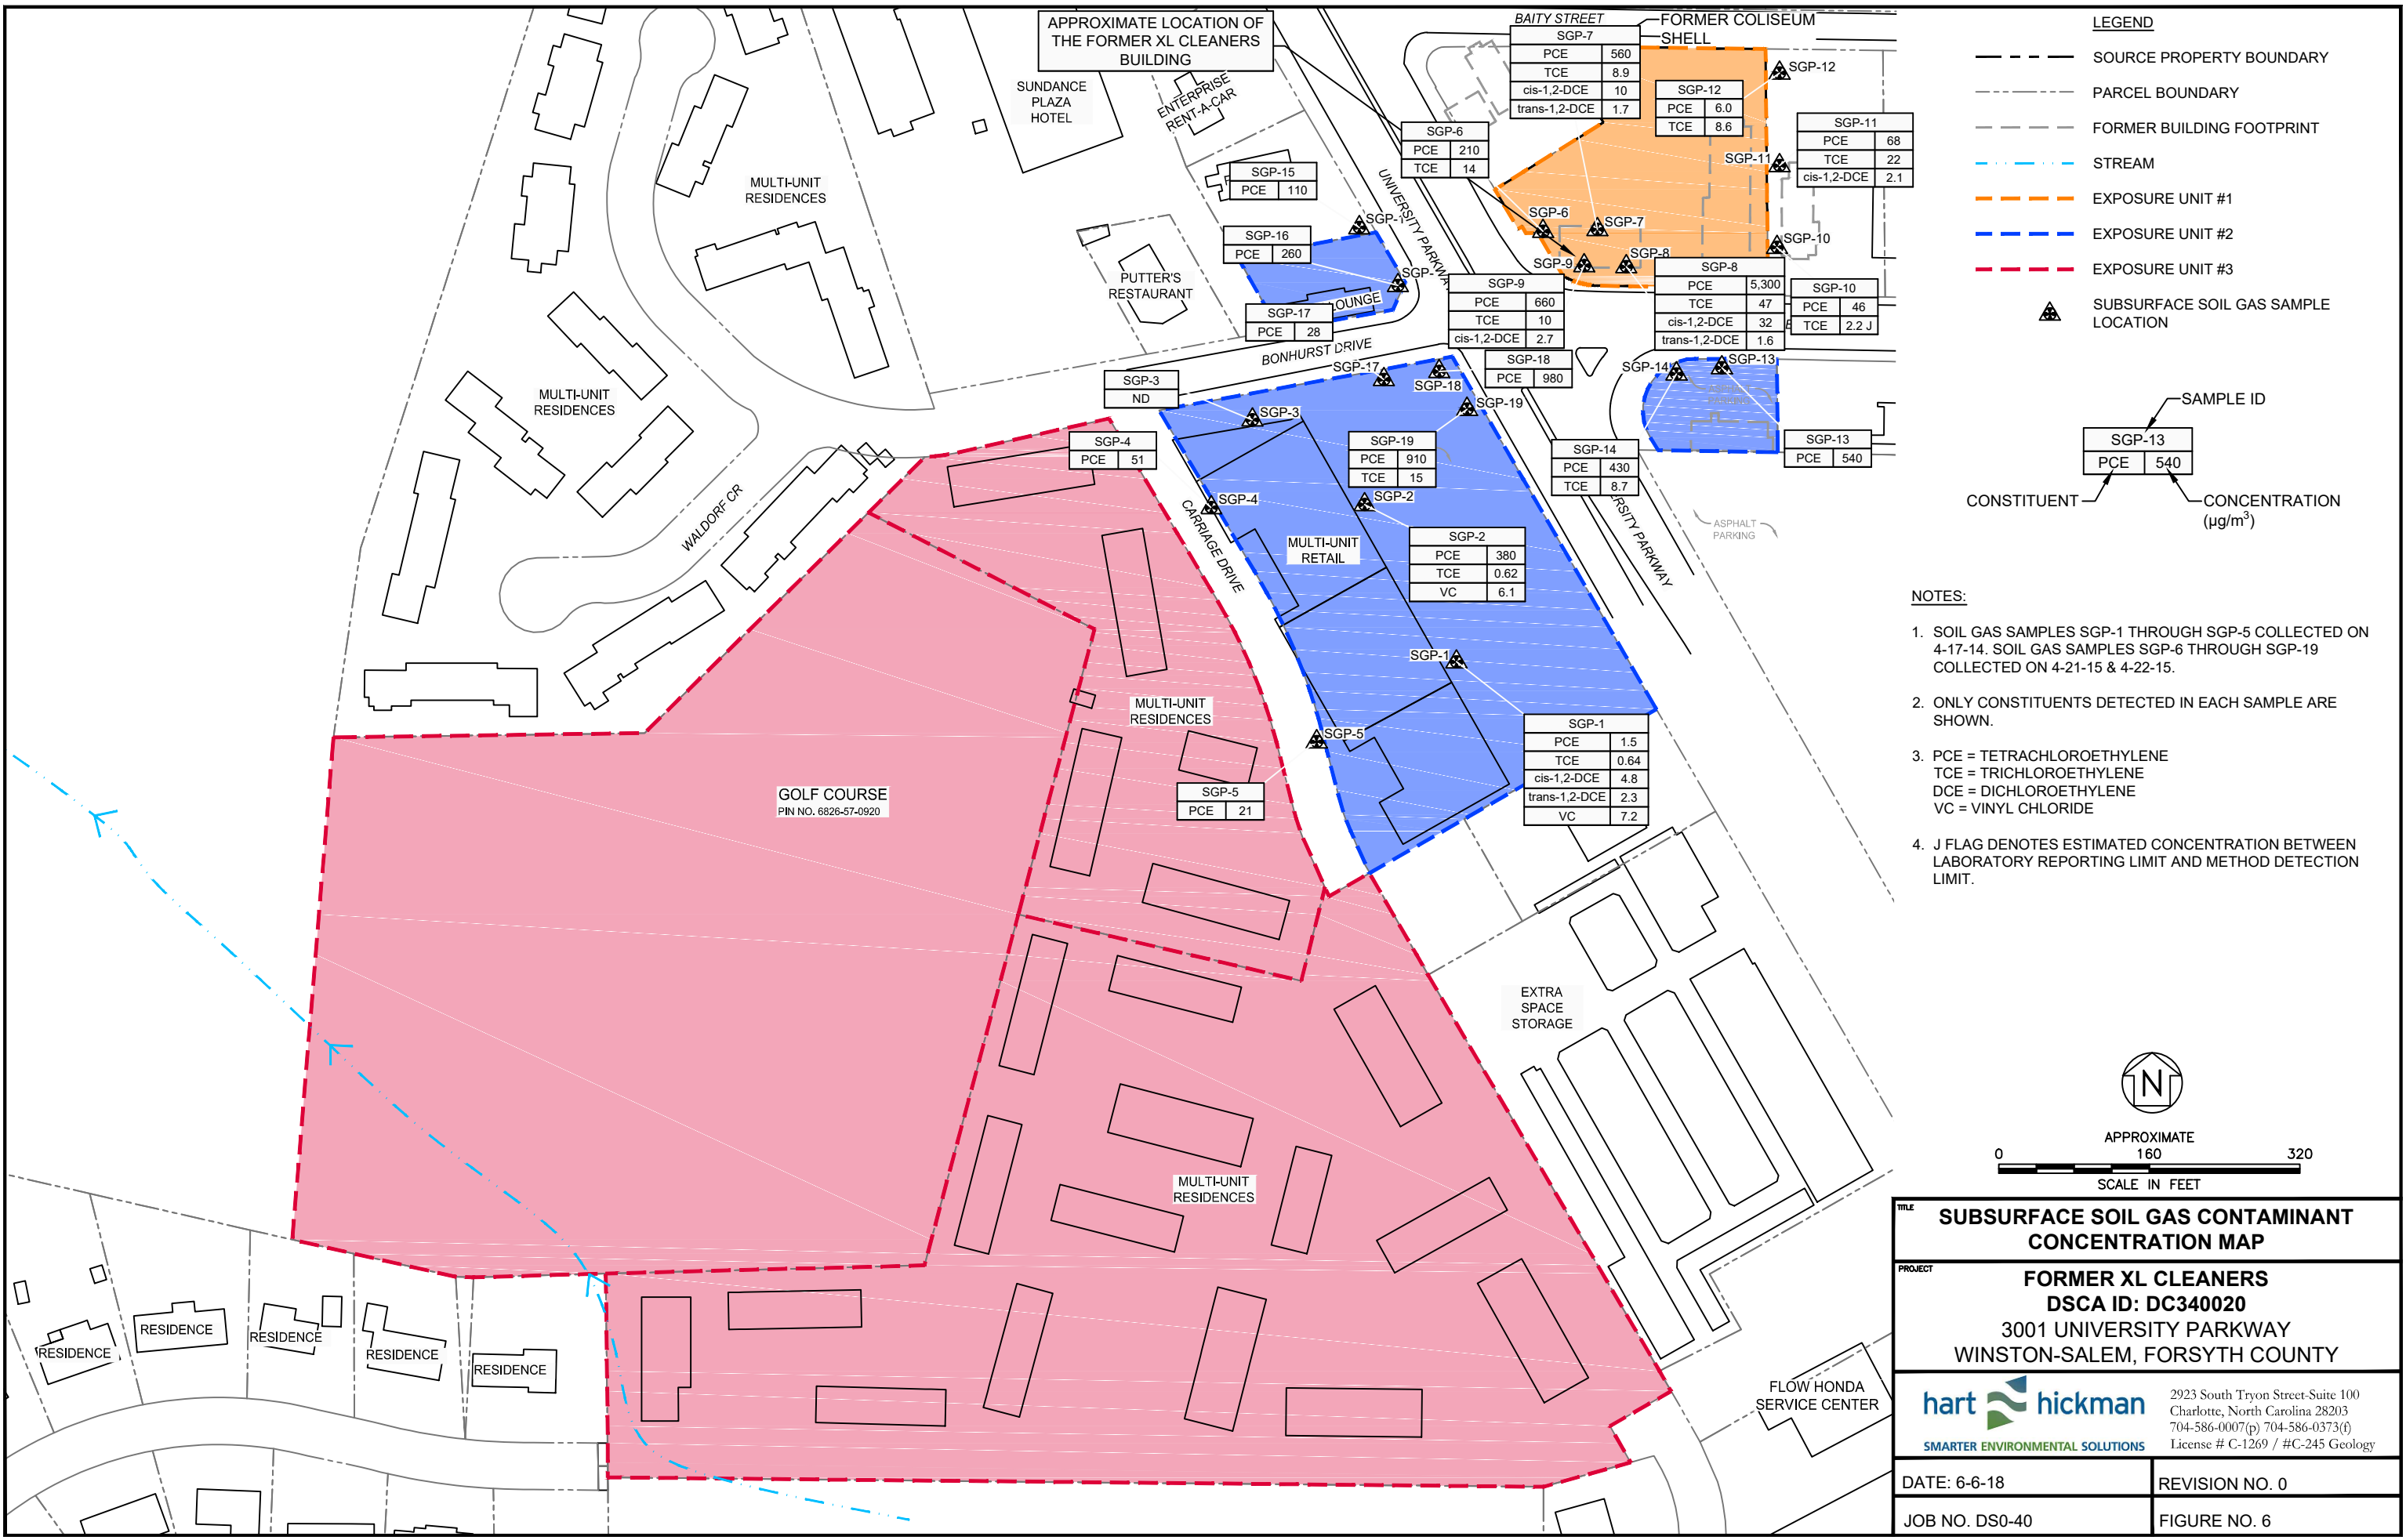 APPROXIMATE LOCATION OF
THE FORMER XL CLEANERS
BUILDING
SUNDANCE
PLAZA
HOTEL
ENTERPRISE
RENT-A-CAR
BAITY STREET
FORMER COLISEUM
SHELL
SGP-7
PCE 560
TCE 8.9
cis-1,2-DCE 10
trans-1,2-DCE 1.7
SGP-12
PCE 6.0
TCE 8.6
SGP-12
SGP-11
PCE 68
TCE 22
cis-1,2-DCE 2.1
SGP-11
SGP-6
PCE 210
TCE 14
SGP-15
PCE 110
MULTI-UNIT
RESIDENCES
UNIVERSITY PARKWAY
SGP-6
SGP-7
SGP-8
SGP-9
SGP-10
SGP-16
PCE 260
PUTTER'S
RESTAURANT
LOUNGE
SGP-17
PCE 28
SGP-9
PCE 660
TCE 10
cis-1,2-DCE 2.7
SGP-8
PCE 5,300
TCE 47
cis-1,2-DCE 32
trans-1,2-DCE 1.6
SGP-10
PCE 46
TCE 2.2 J
BONHURST DRIVE
SGP-18
PCE 980
SGP-17
SGP-18
SGP-19
SGP-14
SGP-13
SGP-3
ND
SGP-3
MULTI-UNIT
RESIDENCES
SGP-4
PCE 51
SGP-4
SGP-19
PCE 910
TCE 15
SGP-2
SGP-14
PCE 430
TCE 8.7
SGP-13
PCE 540
WALDORF CR
CARRIAGE DRIVE
MULTI-UNIT
RETAIL
SGP-2
PCE 380
TCE 0.62
VC 6.1
ERSITY PARKWAY
ASPHALT
PARKING
SGP-1
MULTI-UNIT
RESIDENCES
SGP-5
SGP-1
PCE 1.5
TCE 0.64
cis-1,2-DCE 4.8
trans-1,2-DCE 2.3
VC 7.2
GOLF COURSE
PIN NO. 6826-57-0920
SGP-5
PCE 21
EXTRA
SPACE
STORAGE
MULTI-UNIT
RESIDENCES
RESIDENCE
RESIDENCE
RESIDENCE
RESIDENCE
RESIDENCE
FLOW HONDA
SERVICE CENTER
LEGEND
SOURCE PROPERTY BOUNDARY
PARCEL BOUNDARY
FORMER BUILDING FOOTPRINT
STREAM
EXPOSURE UNIT #1
EXPOSURE UNIT #2
EXPOSURE UNIT #3
SUBSURFACE SOIL GAS SAMPLE
LOCATION
SAMPLE ID
SGP-13
PCE 540
CONSTITUENT
CONCENTRATION
(µg/m³)
NOTES:
1. SOIL GAS SAMPLES SGP-1 THROUGH SGP-5 COLLECTED ON
4-17-14. SOIL GAS SAMPLES SGP-6 THROUGH SGP-19
COLLECTED ON 4-21-15 & 4-22-15.
2. ONLY CONSTITUENTS DETECTED IN EACH SAMPLE ARE
SHOWN.
3. PCE = TETRACHLOROETHYLENE
TCE = TRICHLOROETHYLENE
DCE = DICHLOROETHYLENE
VC = VINYL CHLORIDE
4. J FLAG DENOTES ESTIMATED CONCENTRATION BETWEEN
LABORATORY REPORTING LIMIT AND METHOD DETECTION
LIMIT.
N
APPROXIMATE
0 160 320
SCALE IN FEET
TITLE
SUBSURFACE SOIL GAS CONTAMINANT
CONCENTRATION MAP
PROJECT
FORMER XL CLEANERS
DSCA ID: DC340020
3001 UNIVERSITY PARKWAY
WINSTON-SALEM, FORSYTH COUNTY
hart hickman
SMARTER ENVIRONMENTAL SOLUTIONS
2923 South Tryon Street-Suite 100
Charlotte, North Carolina 28203
704-586-0007(p) 704-586-0373(f)
License # C-1269 / #C-245 Geology
DATE: 6-6-18
REVISION NO. 0
JOB NO. DS0-40
FIGURE NO. 6